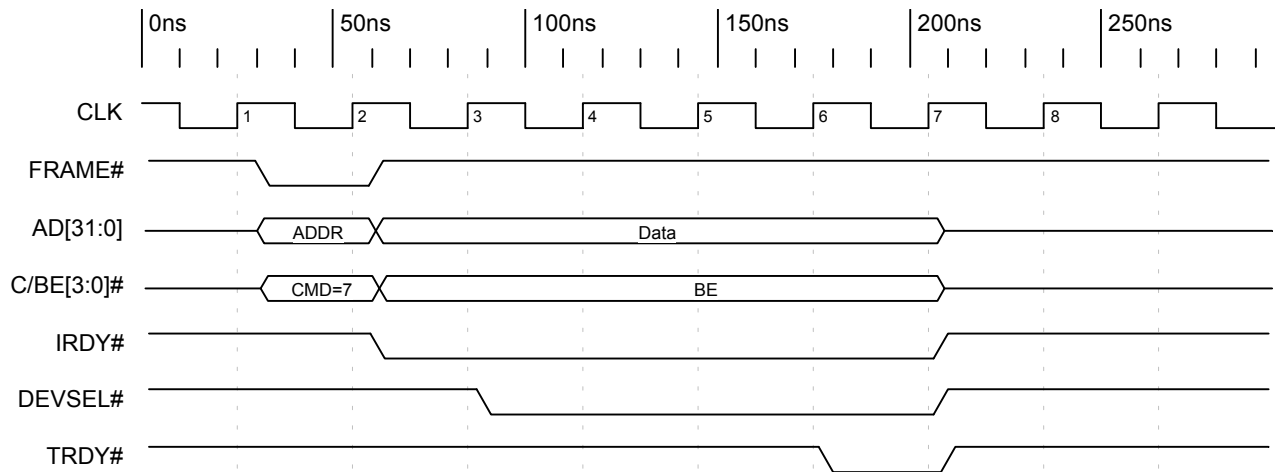 0ns 50ns 100ns 150ns 200ns 250ns
CLK 1 2 3 4 5 6 7 8
FRAME#
AD[31:0] ADDR Data
C/BE[3:0]# CMD=7 BE
IRDY#
DEVSEL#
TRDY#